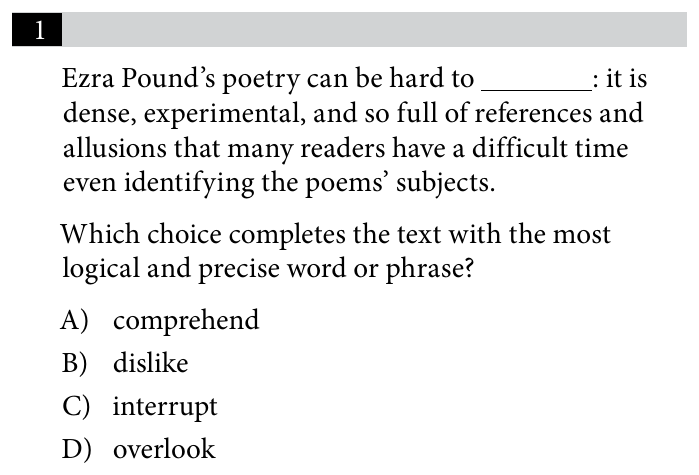 1
Ezra Pound’s poetry can be hard to ________: it is
dense, experimental, and so full of references and
allusions that many readers have a difficult time
even identifying the poems’ subjects.
Which choice completes the text with the most
logical and precise word or phrase?
A) comprehend
B) dislike
C) interrupt
D) overlook